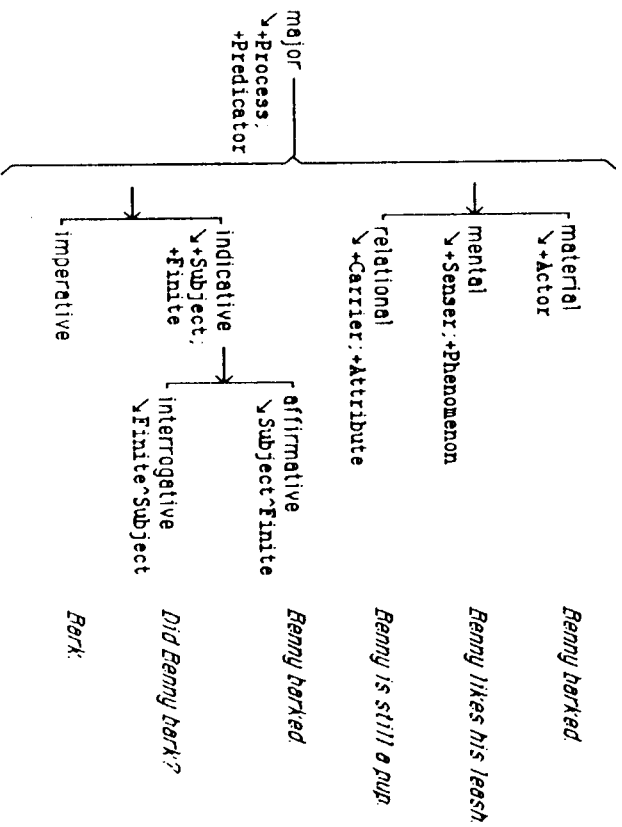 major
↘ +Process;
+Predicator
material
↘ +Actor
Benny barked.
mental
↘ +Senser; +Phenomenon
Benny likes his leash.
relational
↘ +Carrier; +Attribute
Benny is still a pup.
indicative
↘ +Subject;
+Finite
affirmative
↘ Subject^Finite
Benny barked.
interrogative
↘ Finite^Subject
Did Benny bark?
imperative
Bark.